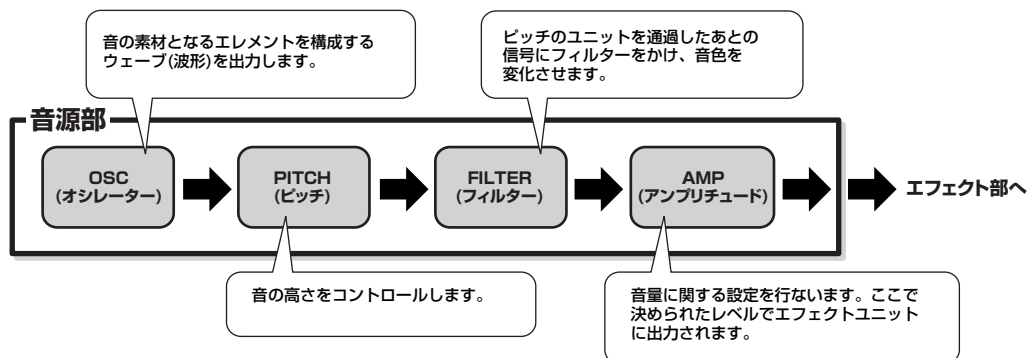 音の素材となるエレメントを構成する
ウェーブ(波形)を出力します。
ピッチのユニットを通過したあとの
信号にフィルターをかけ、音色を
変化させます。
音源部
OSC
(オシレーター)
PITCH
(ピッチ)
FILTER
(フィルター)
AMP
(アンプリチュード)
エフェクト部へ
音の高さをコントロールします。
音量に関する設定を行ないます。ここで
決められたレベルでエフェクトユニット
に出力されます。